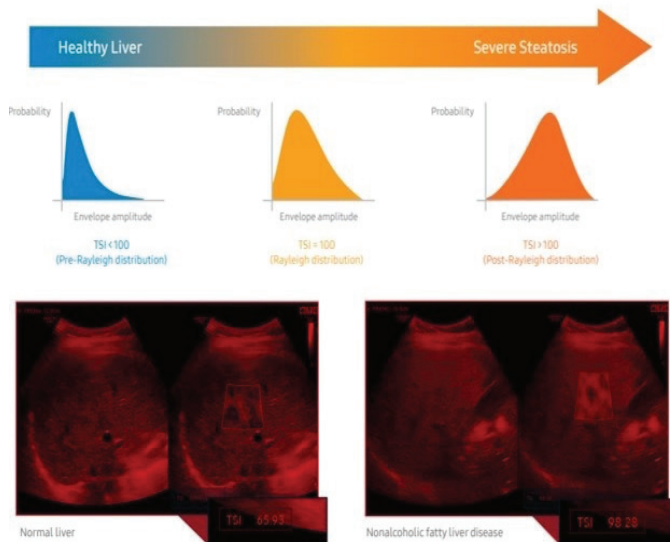 Healthy Liver
Severe Steatosis
Probability
Probability
Probability
Envelope amplitude
Envelope amplitude
Envelope amplitude
TSI < 100
(Pre-Rayleigh distribution)
TSI = 100
(Rayleigh distribution)
TSI > 100
(Post-Rayleigh distribution)
TSI 65.93
TSI 98.28
Normal liver
Nonalcoholic fatty liver disease